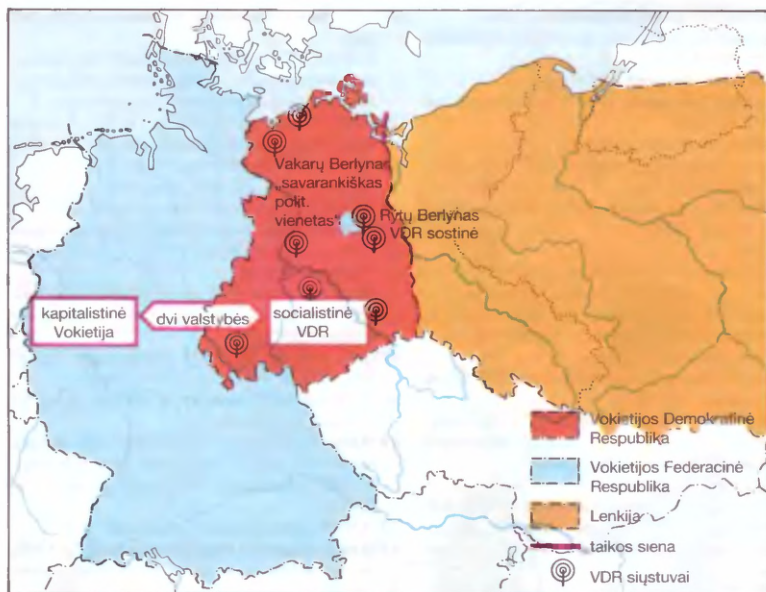 Vakarų Berlynas
„savarankiškas
polit.
vienetas“
Rytų Berlynas
VDR sostinė
kapitalistinė
Vokietija
dvi valstybės
socialistinė
VDR
Vokietijos Demokratinė
Respublika
Vokietijos Federacinė
Respublika
Lenkija
taikos siena
VDR siųstuvai